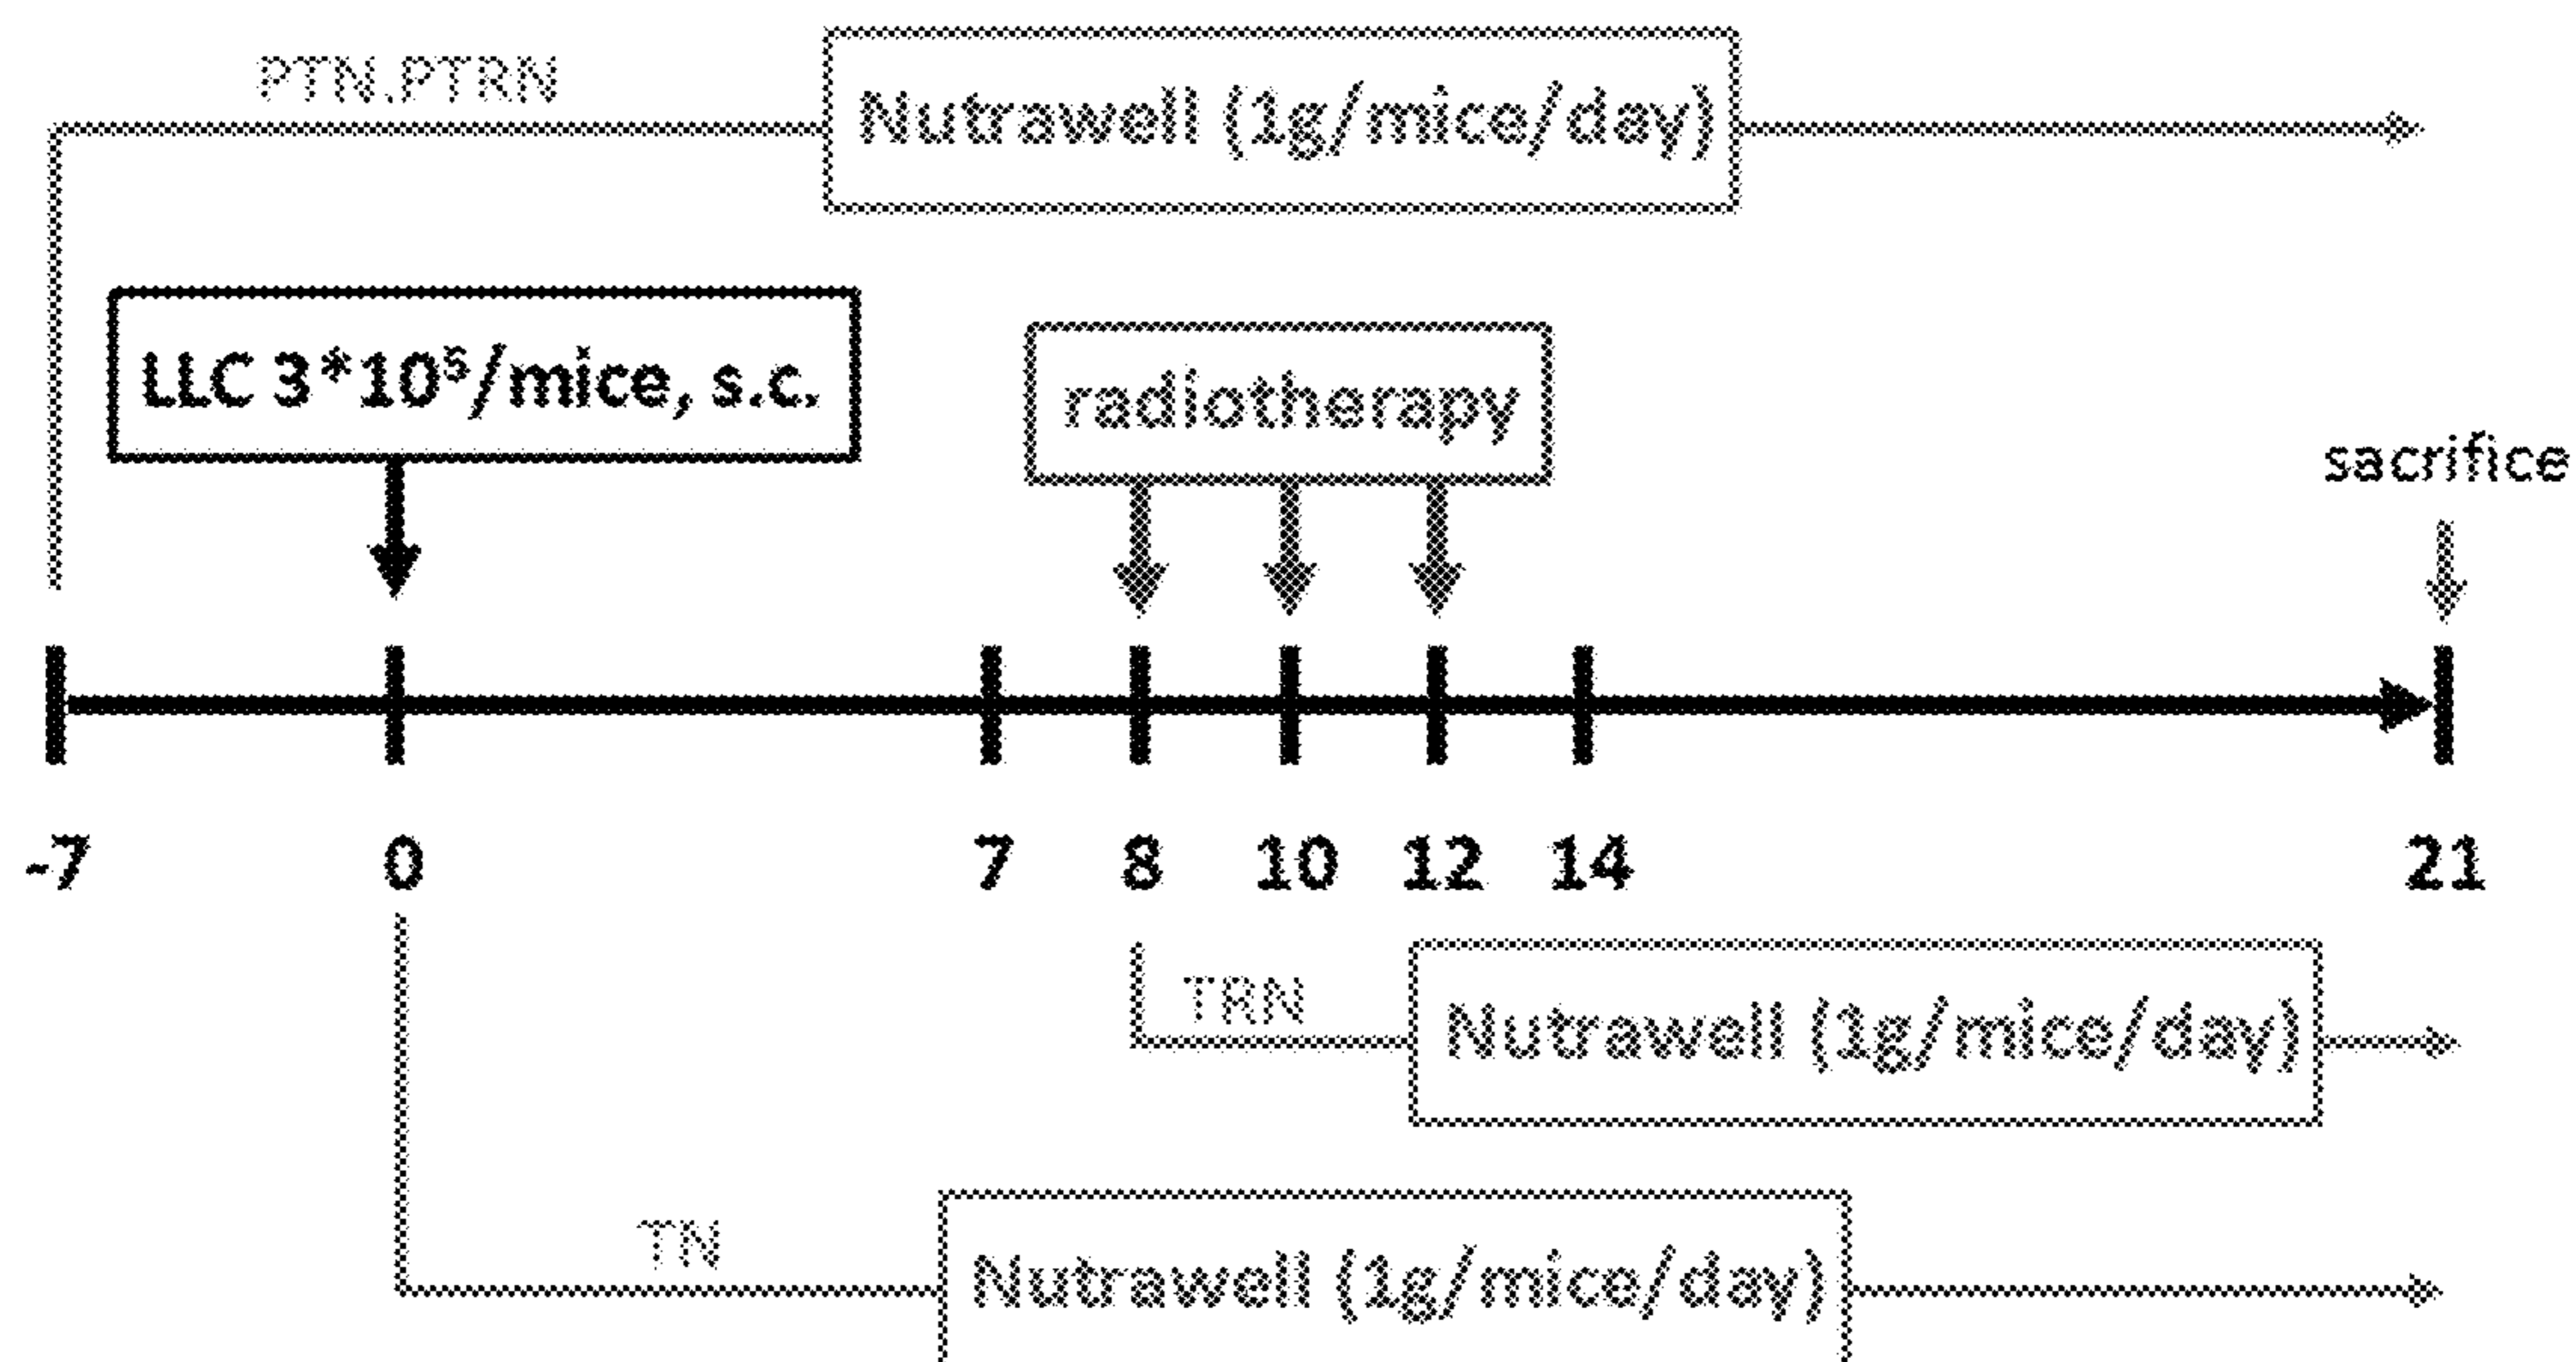 PTN.PTRN
Nutrawell (1g/mice/day)
LLC 3*10⁵/mice, s.c.
radiotherapy
sacrifice
-7 0 7 8 10 12 14 21
TRN
Nutrawell (1g/mice/day)
TN
Nutrawell (1g/mice/day)